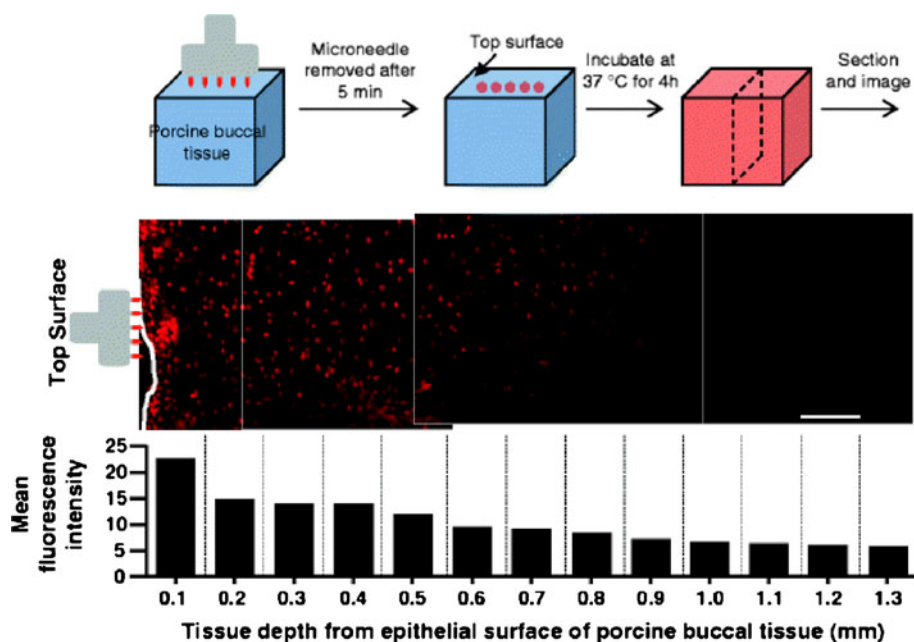 Microneedle
removed after
5 min
Top surface
Incubate at
37 °C for 4h
Section
and image
Porcine buccal
tissue
Top Surface
Mean
fluorescence
intensity
25
20
15
10
5
0
0.1 0.2 0.3 0.4 0.5 0.6 0.7 0.8 0.9 1.0 1.1 1.2 1.3
Tissue depth from epithelial surface of porcine buccal tissue (mm)